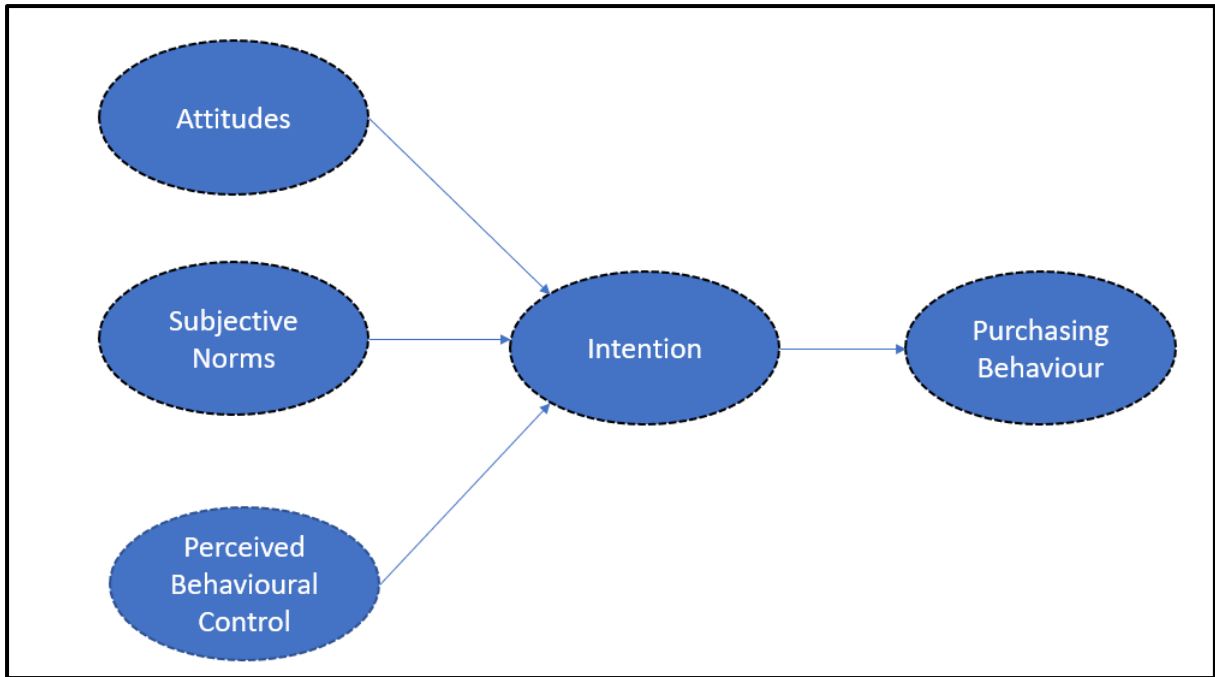 Attitudes
Subjective
Norms
Perceived
Behavioural
Control
Intention
Purchasing
Behaviour